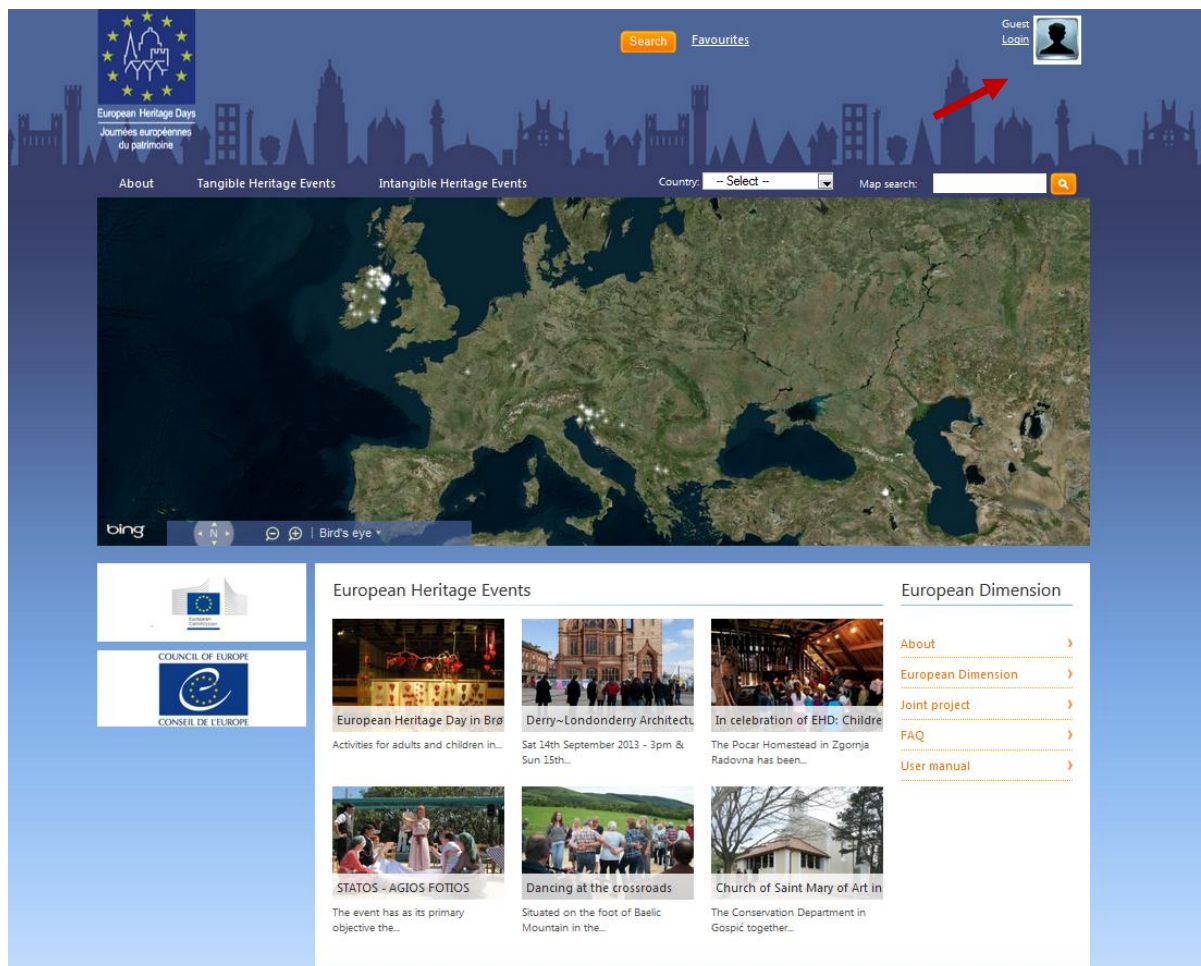 Guest
Search Favourites Login
European Heritage Days
Journées européennes
du patrimoine
About Tangible Heritage Events Intangible Heritage Events Country: -- Select -- Map search:
bing N Bird's eye
European
Commission
COUNCIL OF EUROPE
CONSEIL DE L'EUROPE
European Heritage Events
European Heritage Day in Brø
Activities for adults and children in...
Derry~Londonderry Architectu
Sat 14th September 2013 - 3pm &
Sun 15th...
In celebration of EHD: Childre
The Pocar Homestead in Zgornja
Radovna has been...
STATOS - AGIOS FOTIOS
The event has as its primary
objective the...
Dancing at the crossroads
Situated on the foot of Baelic
Mountain in the...
Church of Saint Mary of Art in
The Conservation Department in
Gospić together...
European Dimension
About
European Dimension
Joint project
FAQ
User manual